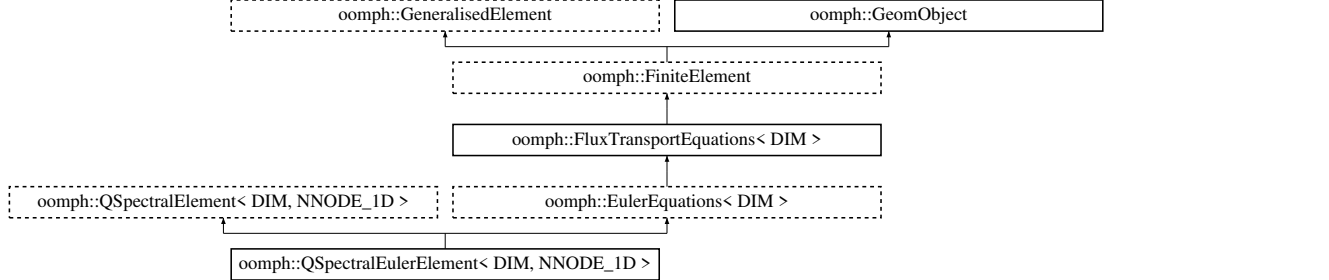 oomph::GeneralisedElement
oomph::GeomObject
oomph::FiniteElement
oomph::FluxTransportEquations< DIM >
oomph::QSpectralElement< DIM, NNODE_1D >
oomph::EulerEquations< DIM >
oomph::QSpectralEulerElement< DIM, NNODE_1D >